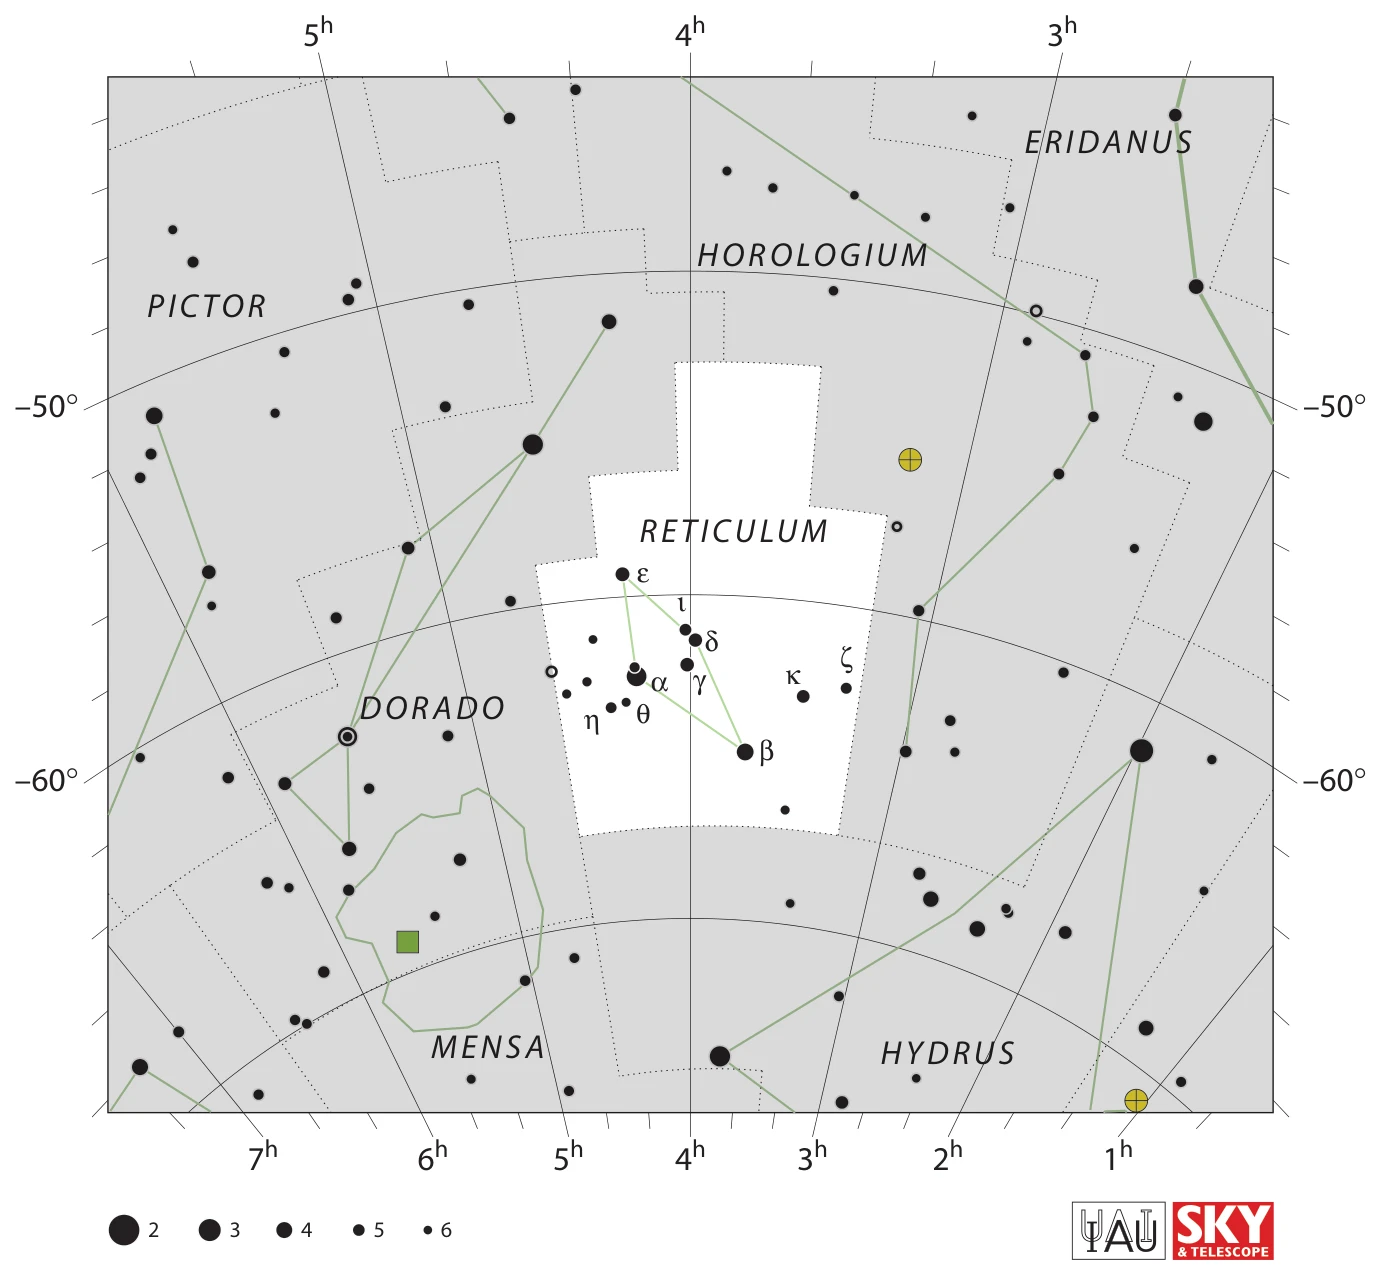 5h 4h 3h
ERIDANUS
HOROLOGIUM
PICTOR
−50° −50°
RETICULUM
ε
ι
δ
α γ κ ζ
η θ
DORADO
β
−60° −60°
MENSA HYDRUS
7h 6h 5h 4h 3h 2h 1h
2 3 4 5 6
IAU
SKY
& TELESCOPE